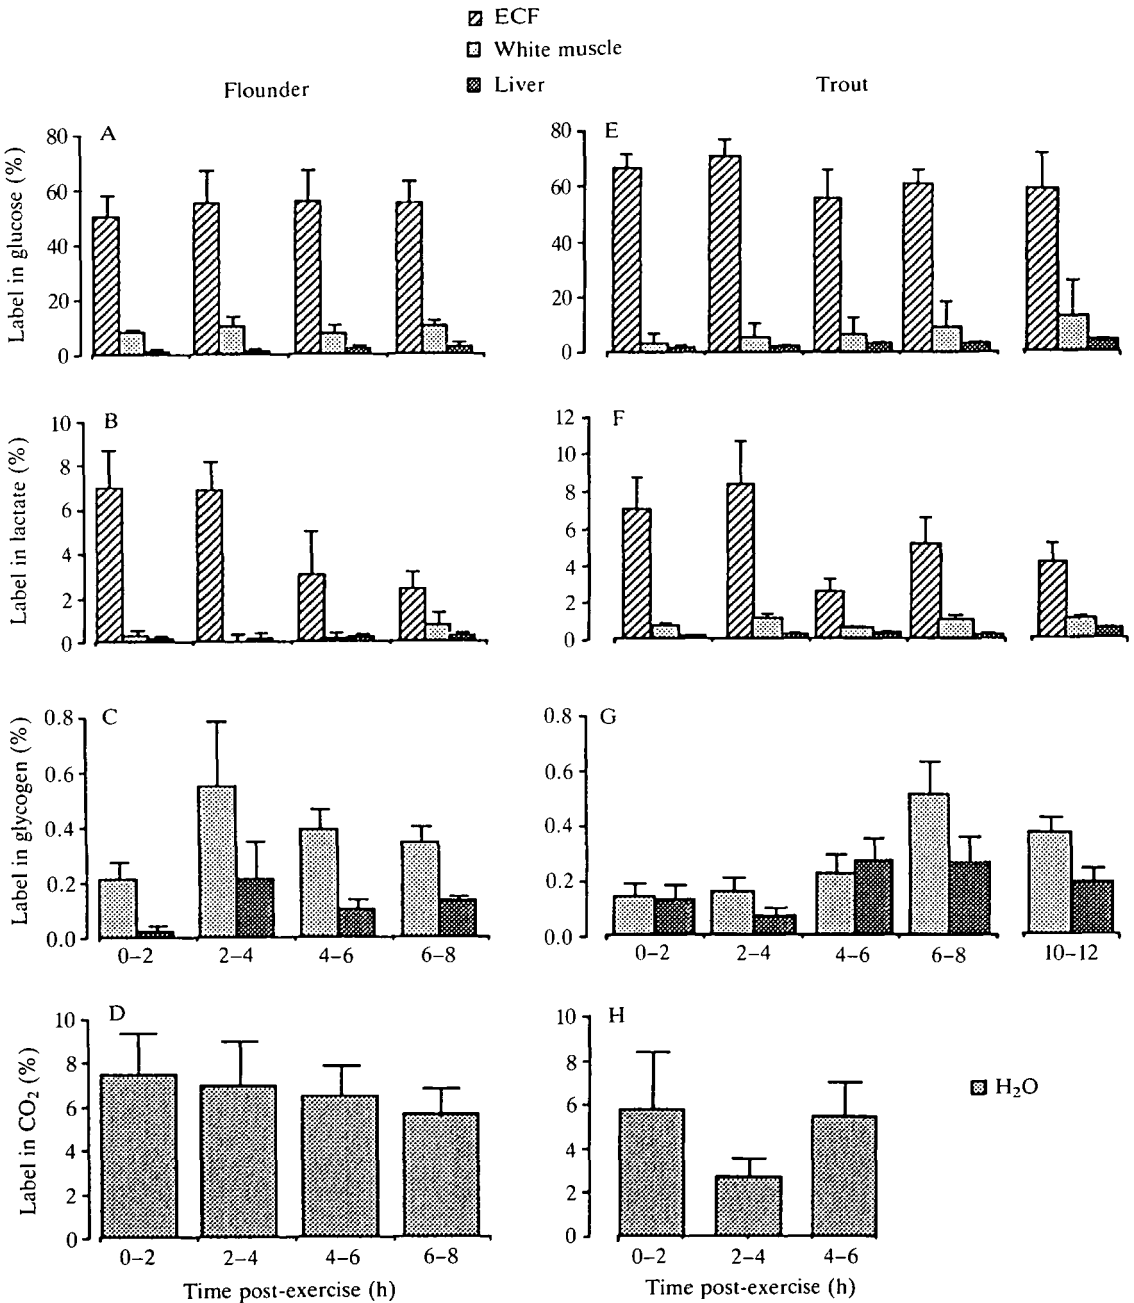 ECF
White muscle
Liver
Flounder
Trout
A
80
60
40
20
0
Label in glucose (%)
E
80
60
40
20
0
B
10
8
6
4
2
0
Label in lactate (%)
F
12
10
8
6
4
2
0
C
0.8
0.6
0.4
0.2
0.0
Label in glycogen (%)
0–2 2–4 4–6 6–8
G
0.8
0.6
0.4
0.2
0.0
0–2 2–4 4–6 6–8 10–12
D
10
8
6
4
2
0
Label in CO₂ (%)
0–2 2–4 4–6 6–8
Time post-exercise (h)
H
10
8
6
4
2
0
H₂O
0–2 2–4 4–6
Time post-exercise (h)